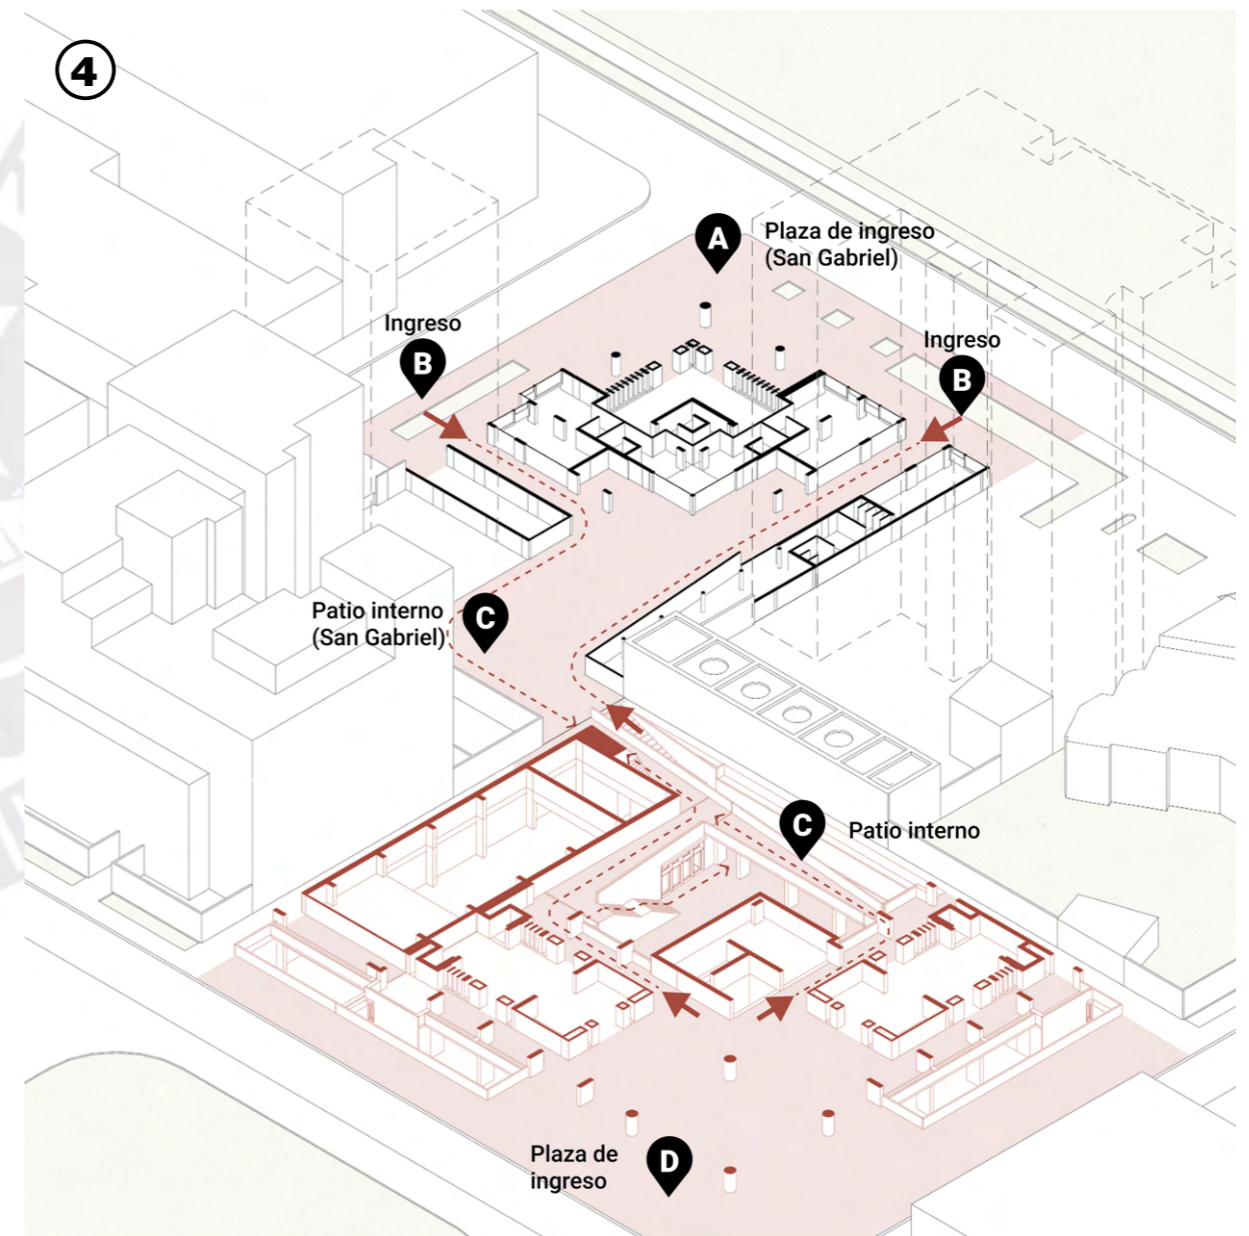 4
A
Plaza de ingreso
(San Gabriel)
Ingreso
B
Ingreso
B
Patio interno
(San Gabriel)
C
C
Patio interno
Plaza de
ingreso
D